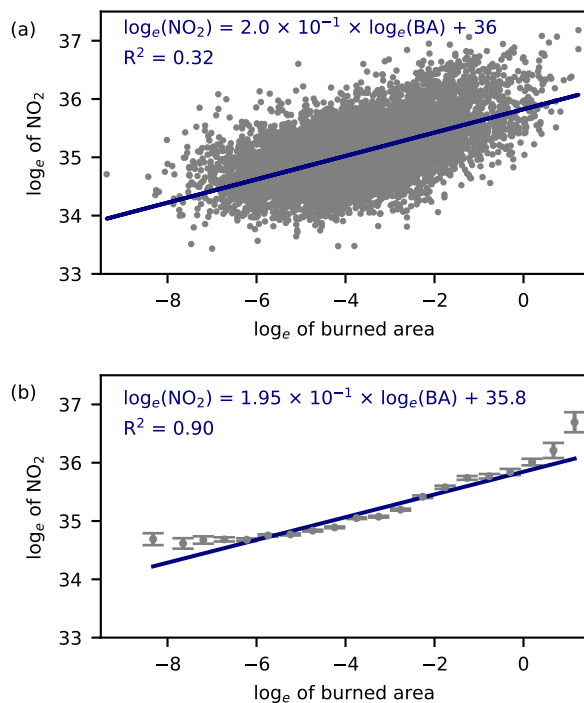 (a)
logₑ(NO₂) = 2.0 × 10⁻¹ × logₑ(BA) + 36
R² = 0.32
37
36
35
34
33
logₑ of NO₂
−8 −6 −4 −2 0
logₑ of burned area
(b)
logₑ(NO₂) = 1.95 × 10⁻¹ × logₑ(BA) + 35.8
R² = 0.90
37
36
35
34
33
logₑ of NO₂
−8 −6 −4 −2 0
logₑ of burned area